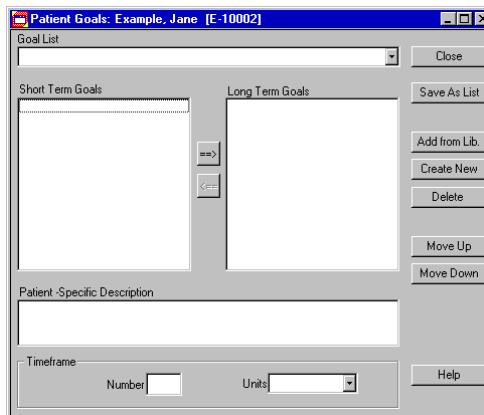 Patient Goals: Example, Jane [E-10002]
Goal List
Close
Short Term Goals
Long Term Goals
Save As List
==>
<==
Add from Lib.
Create New
Delete
Move Up
Move Down
Patient -Specific Description
Timeframe
Number
Units
Help